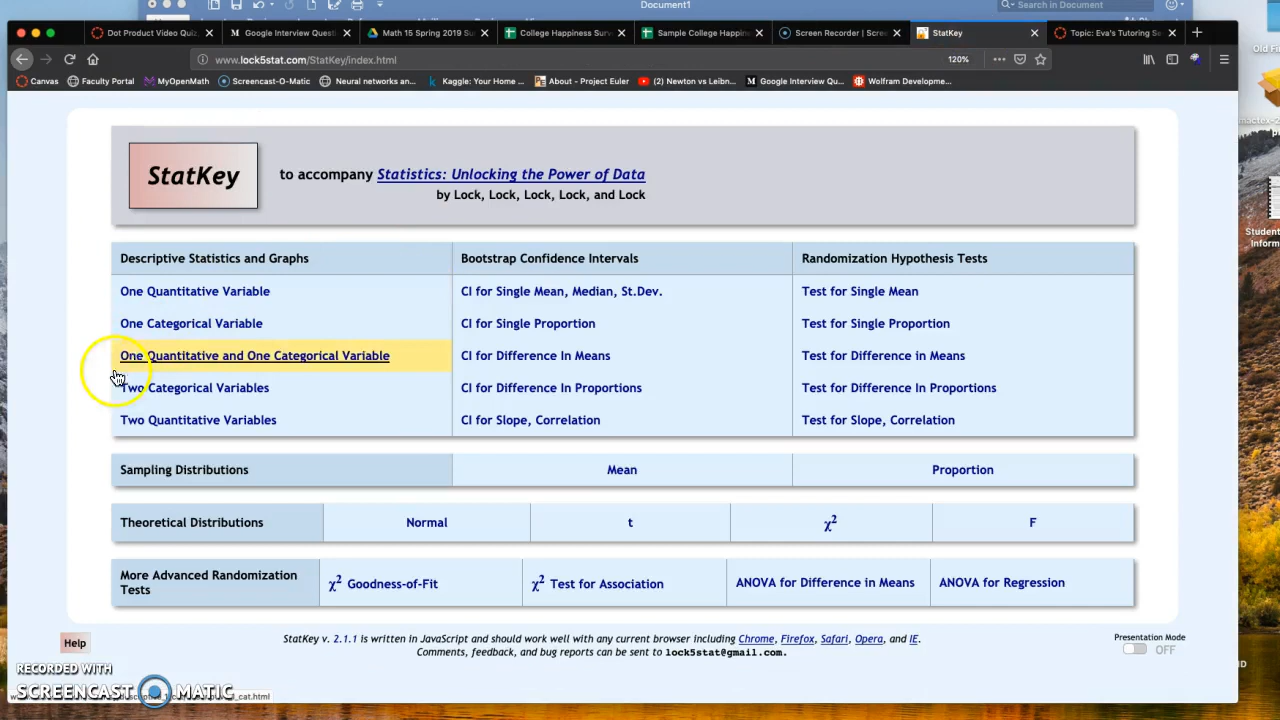 Document1
Search in Document
Dot Product Video Quiz
Google Interview Questi
Math 15 Spring 2019 Su
College Happiness Surv
Sample College Happin
Screen Recorder | Scree
StatKey
Topic: Eva's Tutoring Se
www.lock5stat.com/StatKey/index.html
120%
Canvas
Faculty Portal
MyOpenMath
Screencast-O-Matic
Neural networks an...
Kaggle: Your Home ...
About - Project Euler
(2) Newton vs Leibn...
Google Interview Qu...
Wolfram Developme...
Old Fi
StatKey
to accompany Statistics: Unlocking the Power of Data
by Lock, Lock, Lock, Lock, and Lock
Descriptive Statistics and Graphs
Bootstrap Confidence Intervals
Randomization Hypothesis Tests
One Quantitative Variable
CI for Single Mean, Median, St.Dev.
Test for Single Mean
One Categorical Variable
CI for Single Proportion
Test for Single Proportion
One Quantitative and One Categorical Variable
CI for Difference In Means
Test for Difference in Means
Two Categorical Variables
CI for Difference In Proportions
Test for Difference In Proportions
Two Quantitative Variables
CI for Slope, Correlation
Test for Slope, Correlation
Student
Inform
Sampling Distributions
Mean
Proportion
Theoretical Distributions
Normal
t
χ²
F
More Advanced Randomization
Tests
χ² Goodness-of-Fit
χ² Test for Association
ANOVA for Difference in Means
ANOVA for Regression
Help
StatKey v. 2.1.1 is written in JavaScript and should work well with any current browser including Chrome, Firefox, Safari, Opera, and IE.
Comments, feedback, and bug reports can be sent to lock5stat@gmail.com.
Presentation Mode
OFF
RECORDED WITH
SCREENCAST MATIC